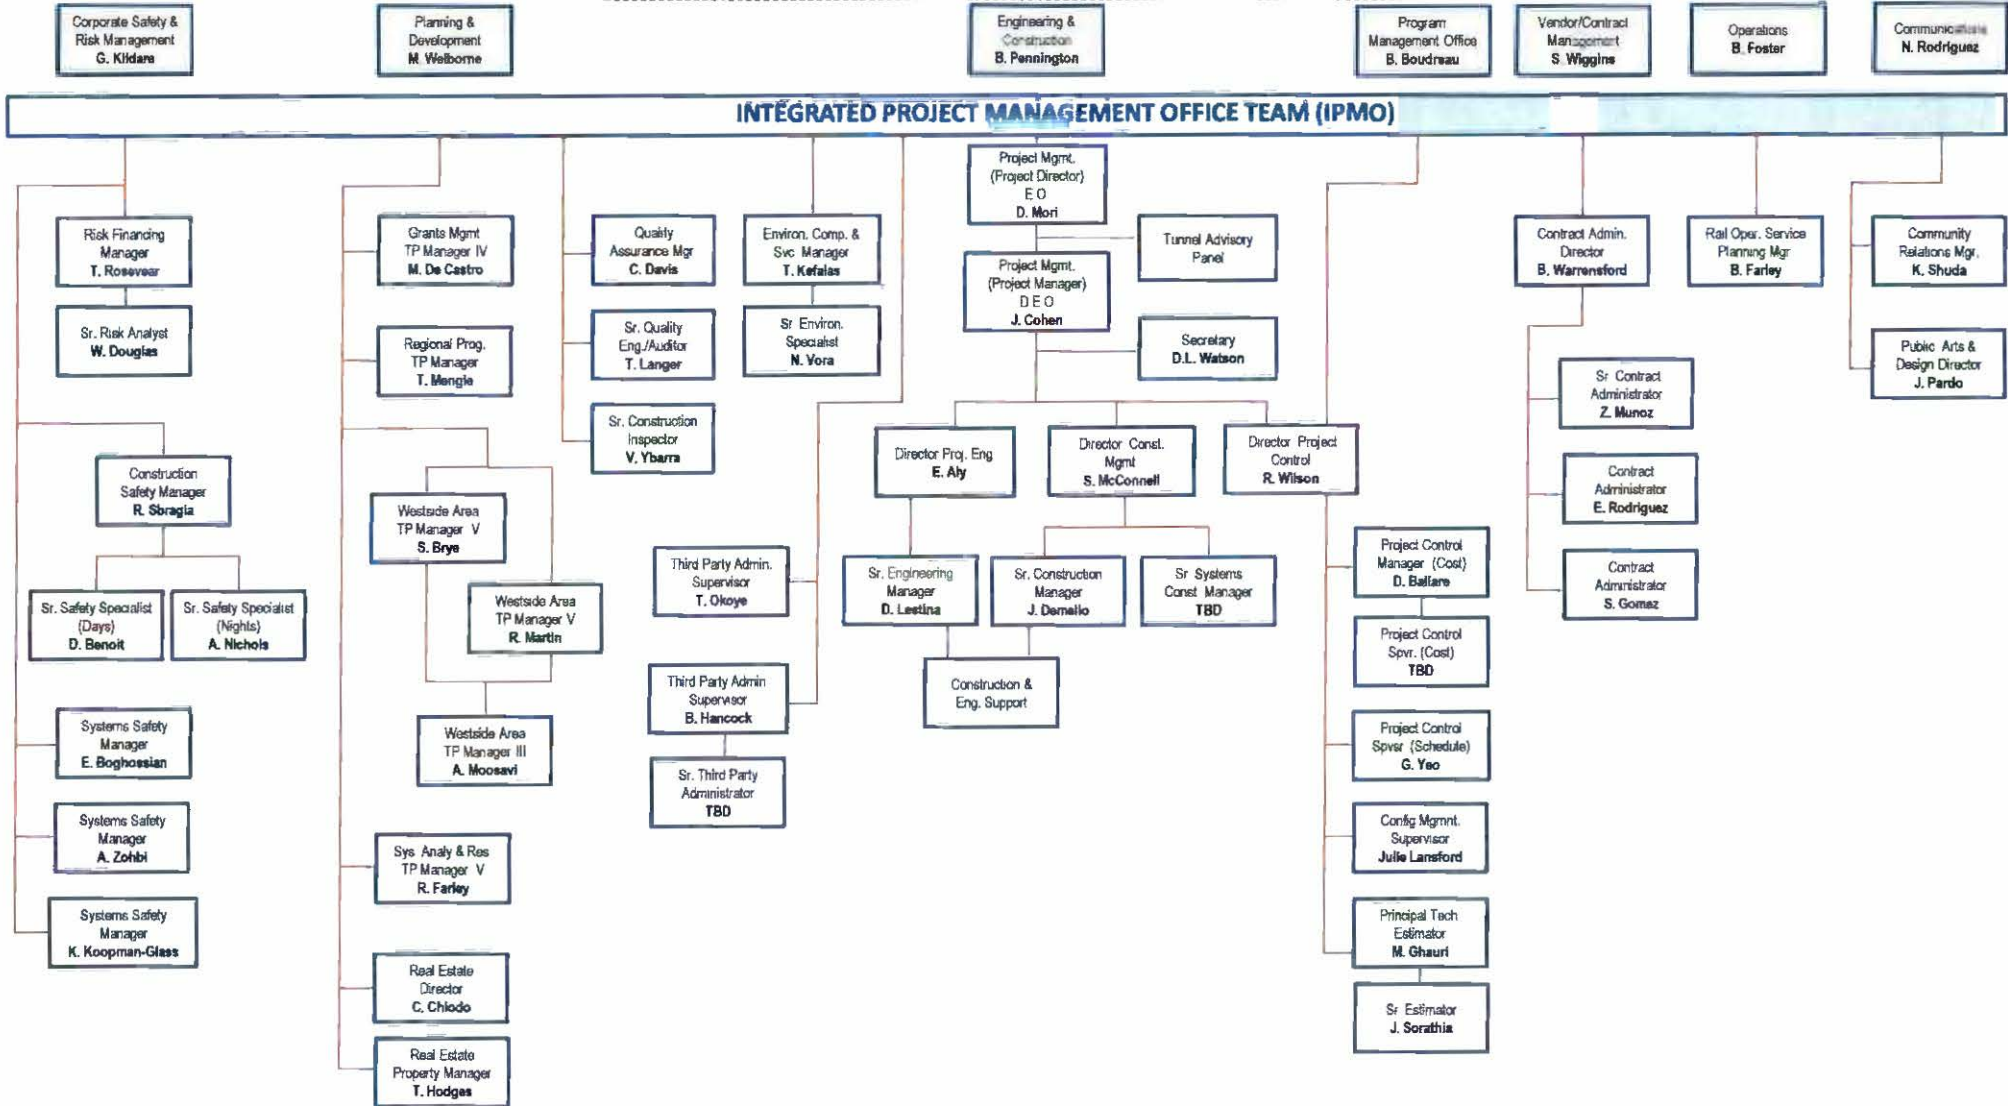 Corporate Safety &
Risk Management
G. Kildare
Planning &
Development
M. Welborne
Engineering &
Construction
B. Pennington
Program
Management Office
B. Boudreau
Vendor/Contract
Management
S. Wiggins
Operations
B. Foster
Communications
N. Rodriguez
INTEGRATED PROJECT MANAGEMENT OFFICE TEAM (IPMO)
Risk Financing
Manager
T. Rosevear
Sr. Risk Analyst
W. Douglas
Construction
Safety Manager
R. Sbragia
Sr. Safety Specialist
(Days)
D. Benoit
Sr. Safety Specialist
(Nights)
A. Nichols
Systems Safety
Manager
E. Boghossian
Systems Safety
Manager
A. Zohbi
Systems Safety
Manager
K. Koopman-Glass
Grants Mgmt
TP Manager IV
M. De Castro
Regional Prog.
TP Manager
T. Mengle
Westside Area
TP Manager V
S. Brye
Westside Area
TP Manager V
R. Martin
Westside Area
TP Manager III
A. Moosavi
Sys Analy & Res
TP Manager V
R. Farley
Real Estate
Director
C. Chiodo
Real Estate
Property Manager
T. Hodges
Quality
Assurance Mgr
C. Davis
Sr. Quality
Eng./Auditor
T. Langer
Sr. Construction
Inspector
V. Ybarra
Environ. Comp. &
Svc Manager
T. Kefalas
Sr Environ.
Specialist
N. Vora
Third Party Admin.
Supervisor
T. Okoye
Third Party Admin
Supervisor
B. Hancock
Sr. Third Party
Administrator
TBD
Project Mgmt.
(Project Director)
E O
D. Mori
Tunnel Advisory
Panel
Project Mgmt.
(Project Manager)
D E O
J. Cohen
Secretary
D.L. Watson
Director Proj. Eng
E. Aly
Director Const.
Mgmt
S. McConnell
Director Project
Control
R. Wilson
Sr. Engineering
Manager
D. Lestina
Sr. Construction
Manager
J. Demello
Sr Systems
Const Manager
TBD
Construction &
Eng. Support
Project Control
Manager (Cost)
D. Ballare
Project Control
Spvr. (Cost)
TBD
Project Control
Spvsr (Schedule)
G. Yeo
Config Mgmnt.
Supervisor
Julie Lansford
Principal Tech
Estimator
M. Ghauri
Sr Estimator
J. Sorathia
Contract Admin.
Director
B. Warrensford
Sr Contract
Administrator
Z. Munoz
Contract
Administrator
E. Rodriguez
Contract
Administrator
S. Gomez
Rail Oper. Service
Planning Mgr
B. Farley
Community
Relations Mgr.
K. Shuda
Public Arts &
Design Director
J. Pardo